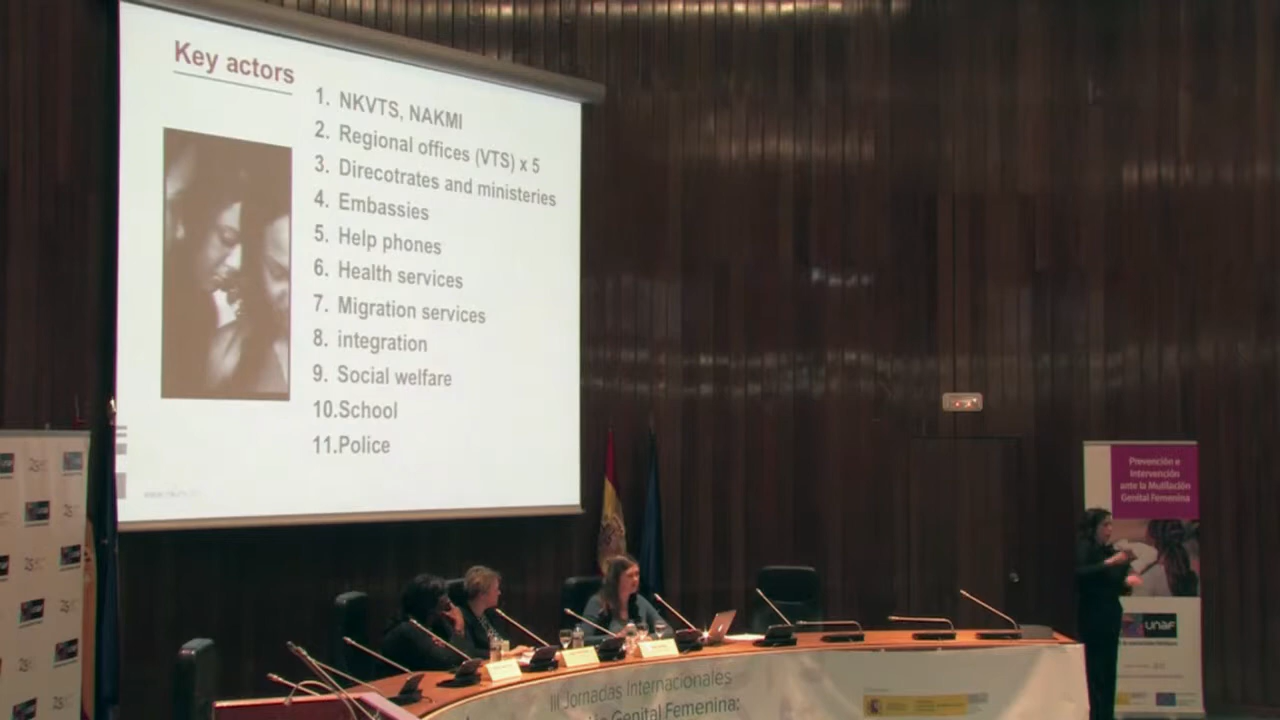 Key actors
1. NKVTS, NAKMI
2. Regional offices (VTS) x 5
3. Direcotrates and ministeries
4. Embassies
5. Help phones
6. Health services
7. Migration services
8. integration
9. Social welfare
10.School
11.Police
Prevención e
Intervención
ante la Mutilación
Genital Femenina
unaf
III Jornadas Internacionales
Genital Femenina: